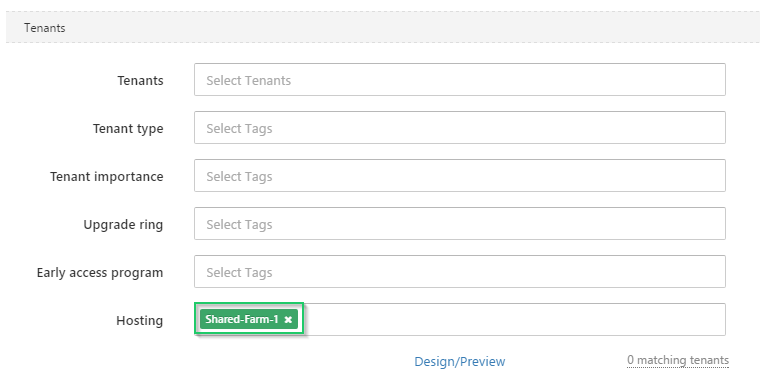 Tenants
Tenants Select Tenants
Tenant type Select Tags
Tenant importance Select Tags
Upgrade ring Select Tags
Early access program Select Tags
Hosting Shared-Farm-1 ×
Design/Preview 0 matching tenants